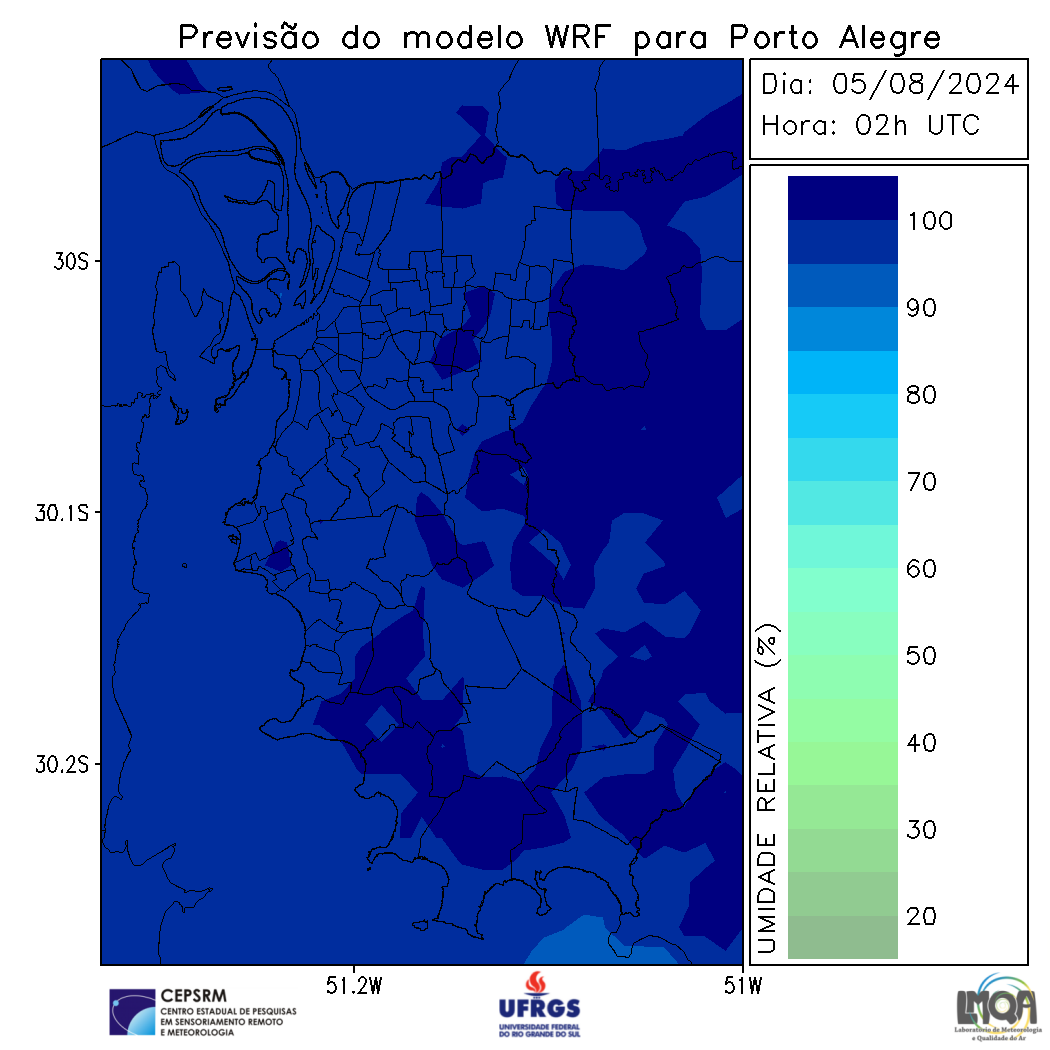 Previsão do modelo WRF para Porto Alegre
Dia: 05/08/2024
Hora: 02h UTC
30S
30.1S
30.2S
51.2W
51W
UMIDADE RELATIVA (%)
100
90
80
70
60
50
40
30
20
CEPSRM
CENTRO ESTADUAL DE PESQUISAS
EM SENSORIAMENTO REMOTO
E METEOROLOGIA
UFRGS
UNIVERSIDADE FEDERAL
DO RIO GRANDE DO SUL
LMQA
Laboratório de Meteorologia
e Qualidade do Ar